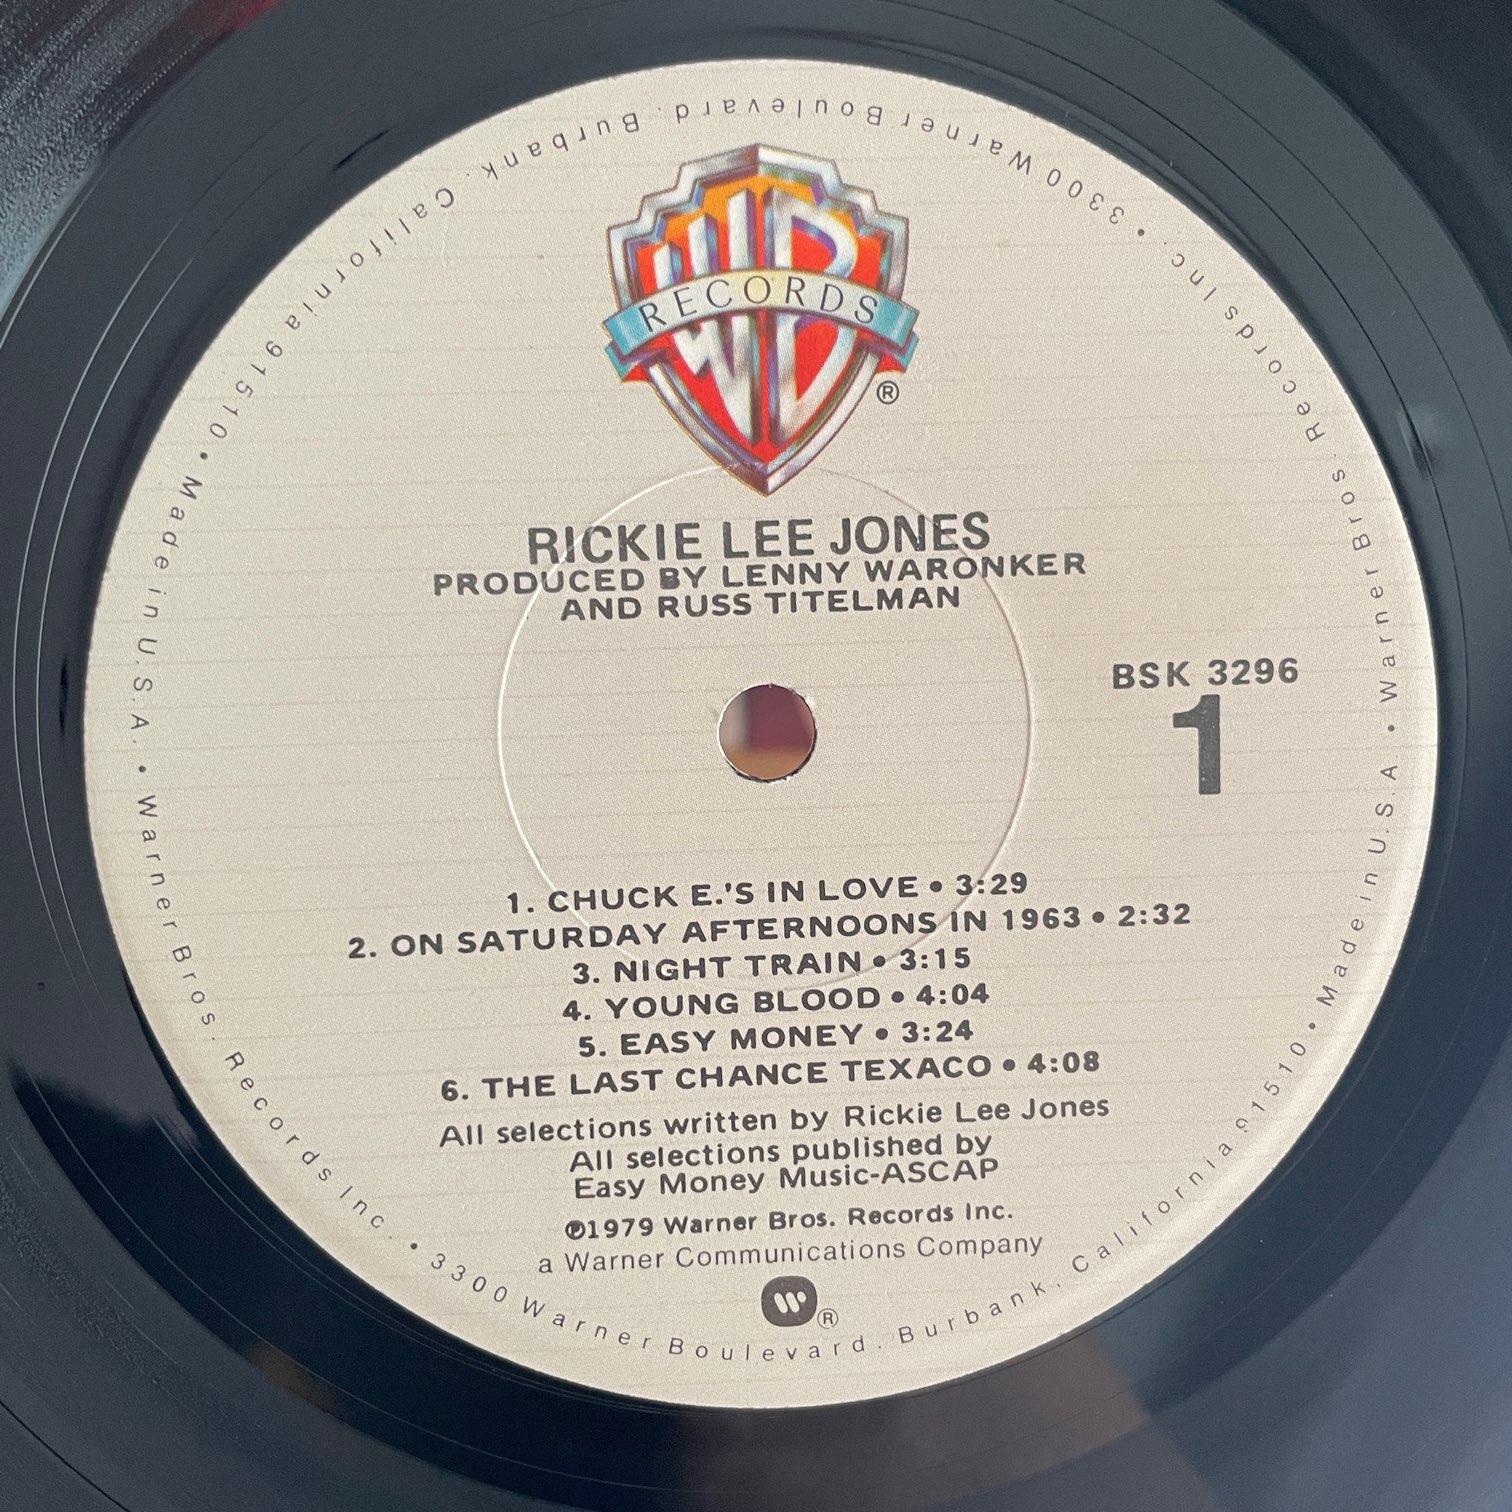 WB
RECORDS
®
RICKIE LEE JONES
PRODUCED BY LENNY WARONKER
AND RUSS TITELMAN
BSK 3296
1
1. CHUCK E.'S IN LOVE • 3:29
2. ON SATURDAY AFTERNOONS IN 1963 • 2:32
3. NIGHT TRAIN • 3:15
4. YOUNG BLOOD • 4:04
5. EASY MONEY • 3:24
6. THE LAST CHANCE TEXACO • 4:08
All selections written by Rickie Lee Jones
All selections published by
Easy Money Music-ASCAP
℗1979 Warner Bros. Records Inc.
a Warner Communications Company
W ®
• Warner Bros. Records Inc. • 3300 Warner Boulevard. Burbank. California 91510 • Made in U.S.A. • Warner Bros. Records Inc. • 3300 Warner Boulevard. Burbank. California 91510 • Made in U.S.A.